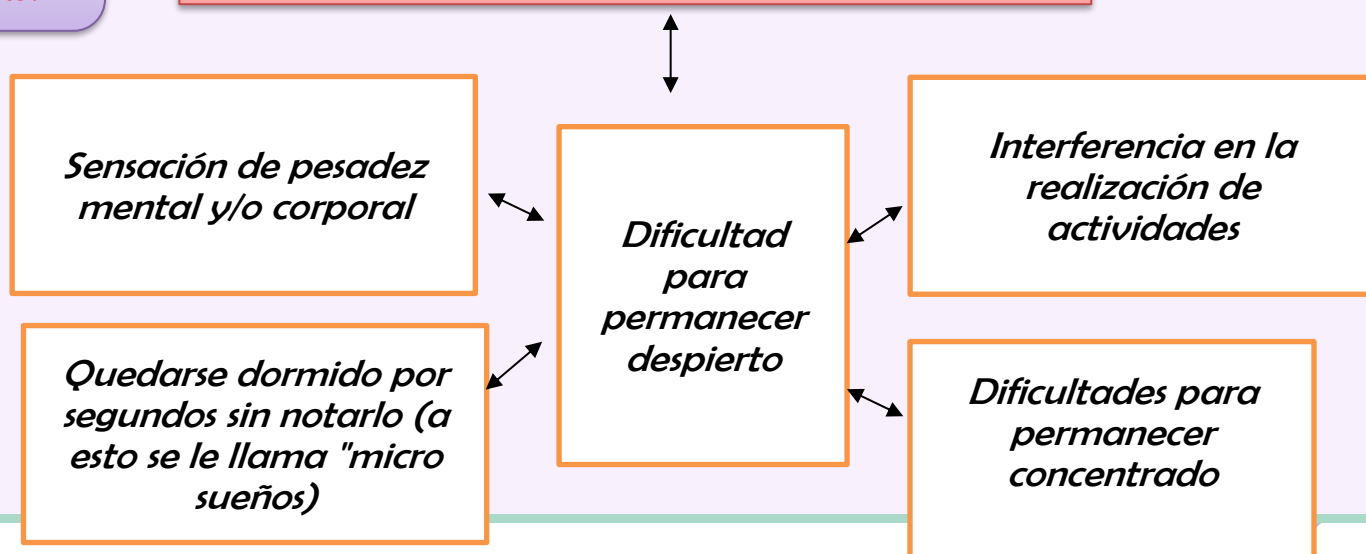 Sensación de pesadez
mental y/o corporal
Interferencia en la
realización de
actividades
Dificultad
para
permanecer
despierto
Quedarse dormido por
segundos sin notarlo (a
esto se le llama "micro
sueños)
Dificultades para
permanecer
concentrado